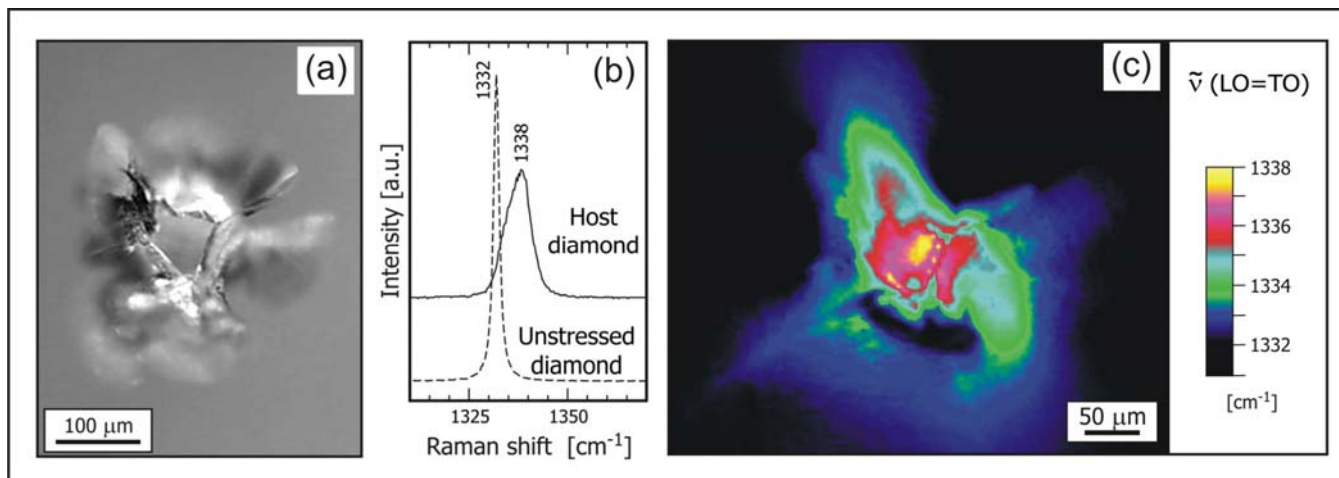 (a)
100 μm
(b)
1332
1338
Intensity [a.u.]
Host
diamond
Unstressed
diamond
1325
1350
Raman shift [cm-1]
(c)
50 μm
ν̃ (LO=TO)
1338
1336
1334
1332
[cm-1]